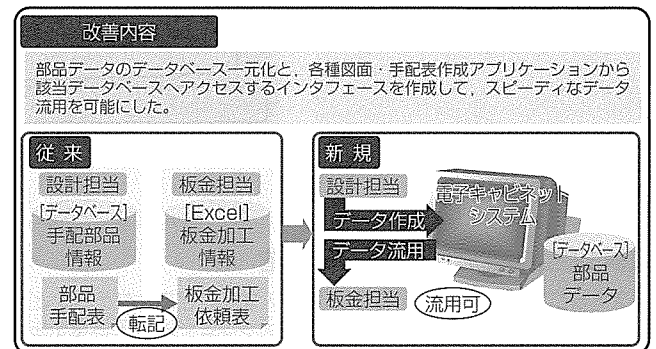 改善内容
部品データのデータベース一元化と，各種図面・手配表作成アプリケーションから
該当データベースへアクセスするインタフェースを作成して，スピーディなデータ
流用を可能にした。
従来
設計担当
板金担当
[データベース]
手配部品
情報
[Excel]
板金加工
情報
部品
手配表
転記
板金加工
依頼表
新規
設計担当
電子キャビネット
システム
データ作成
データ流用
板金担当
流用可
[データベース]
部品
データ